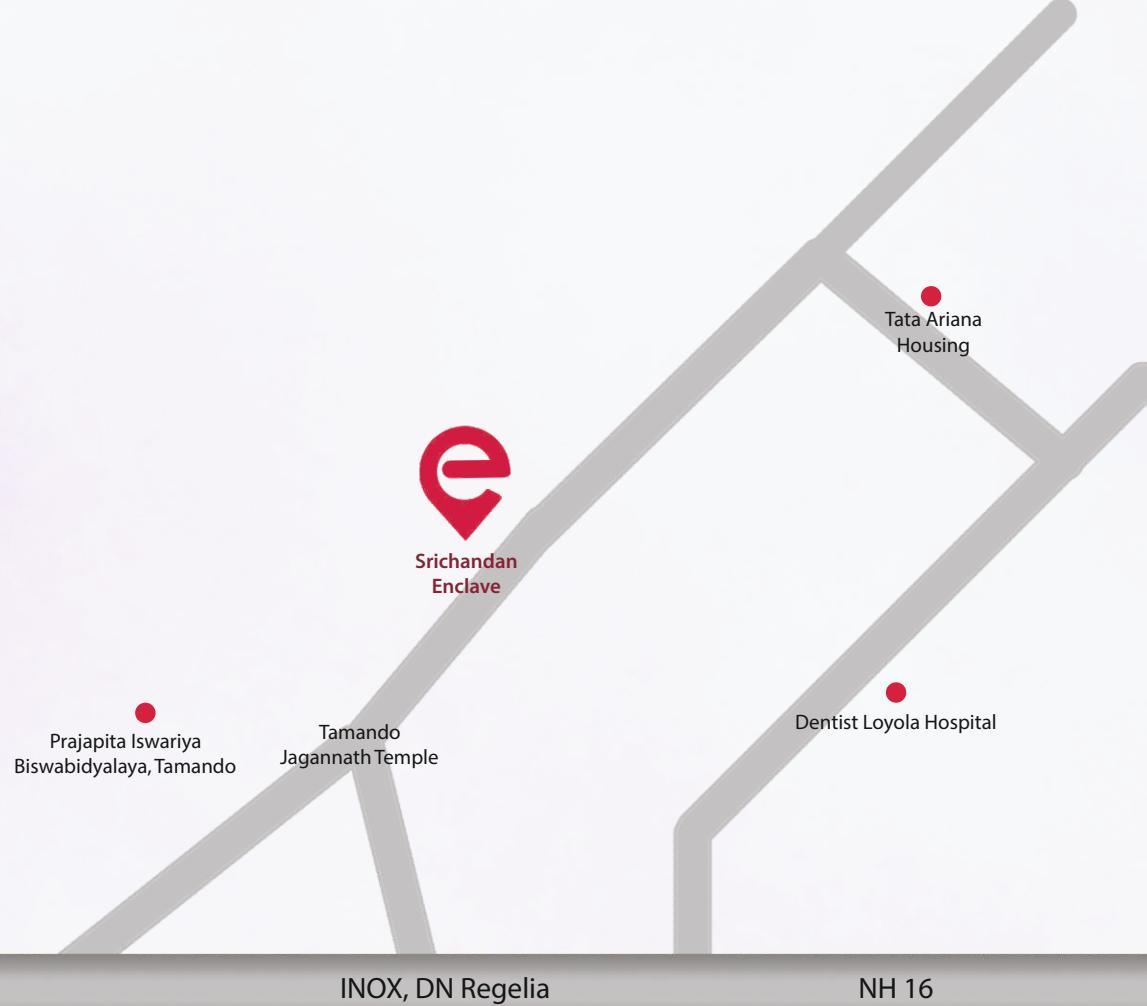 Tata Ariana
Housing
Srichandan
Enclave
Dentist Loyola Hospital
Tamando
Jagannath Temple
Prajapita Iswariya
Biswabidyalaya, Tamando
INOX, DN Regelia
NH 16